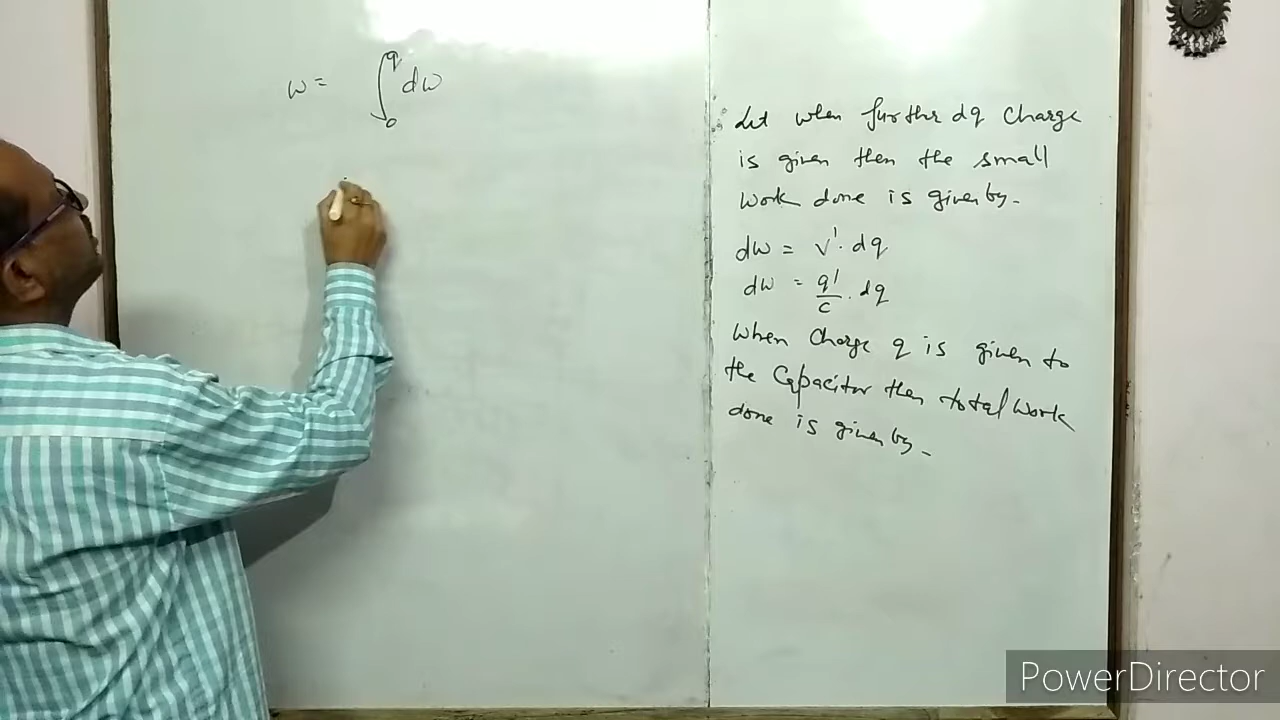 w = ∫₀^q dw
Let when further dq charge
is given then the small
work done is given by.
dw = v'. dq
dw = q'/c . dq
When charge q is given to
the Capacitor then total work
done is given by -
PowerDirector